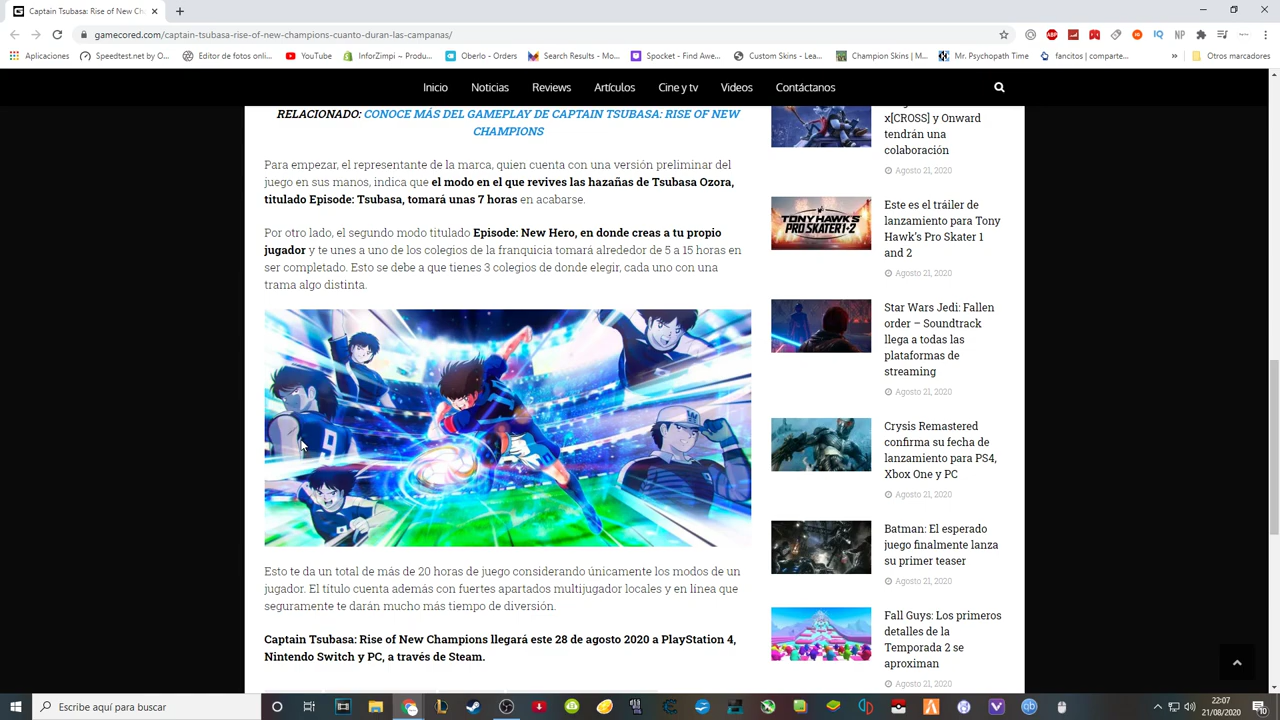 Captain Tsubasa: Rise of New Ch
gamecored.com/captain-tsubasa-rise-of-new-champions-cuanto-duran-las-campanas/
Aplicaciones
Speedtest.net by O...
Editor de fotos onli...
YouTube
InforZimpi ~ Produ...
Oberlo - Orders
Search Results - Mo...
Spocket - Find Awe...
Custom Skins - Lea...
Champion Skins | M...
Mr. Psychopath Time
fancitos | comparte...
Otros marcadores
Inicio
Noticias
Reviews
Artículos
Cine y tv
Videos
Contáctanos
RELACIONADO: CONOCE MÁS DEL GAMEPLAY DE CAPTAIN TSUBASA: RISE OF NEW
CHAMPIONS
Para empezar, el representante de la marca, quien cuenta con una versión preliminar del
juego en sus manos, indica que el modo en el que revives las hazañas de Tsubasa Ozora,
titulado Episode: Tsubasa, tomará unas 7 horas en acabarse.
Por otro lado, el segundo modo titulado Episode: New Hero, en donde creas a tu propio
jugador y te unes a uno de los colegios de la franquicia tomará alrededor de 5 a 15 horas en
ser completado. Esto se debe a que tienes 3 colegios de donde elegir, cada uno con una
trama algo distinta.
Esto te da un total de más de 20 horas de juego considerando únicamente los modos de un
jugador. El título cuenta además con fuertes apartados multijugador locales y en línea que
seguramente te darán mucho más tiempo de diversión.
Captain Tsubasa: Rise of New Champions llegará este 28 de agosto 2020 a PlayStation 4,
Nintendo Switch y PC, a través de Steam.
x[CROSS] y Onward
tendrán una
colaboración
Agosto 21, 2020
TONY HAWK'S
PRO SKATER 1+2
Este es el tráiler de
lanzamiento para Tony
Hawk's Pro Skater 1
and 2
Agosto 21, 2020
Star Wars Jedi: Fallen
order – Soundtrack
llega a todas las
plataformas de
streaming
Agosto 21, 2020
Crysis Remastered
confirma su fecha de
lanzamiento para PS4,
Xbox One y PC
Agosto 21, 2020
Batman: El esperado
juego finalmente lanza
su primer teaser
Agosto 21, 2020
Fall Guys: Los primeros
detalles de la
Temporada 2 se
aproximan
Agosto 21, 2020
Escribe aquí para buscar
22:07
21/08/2020